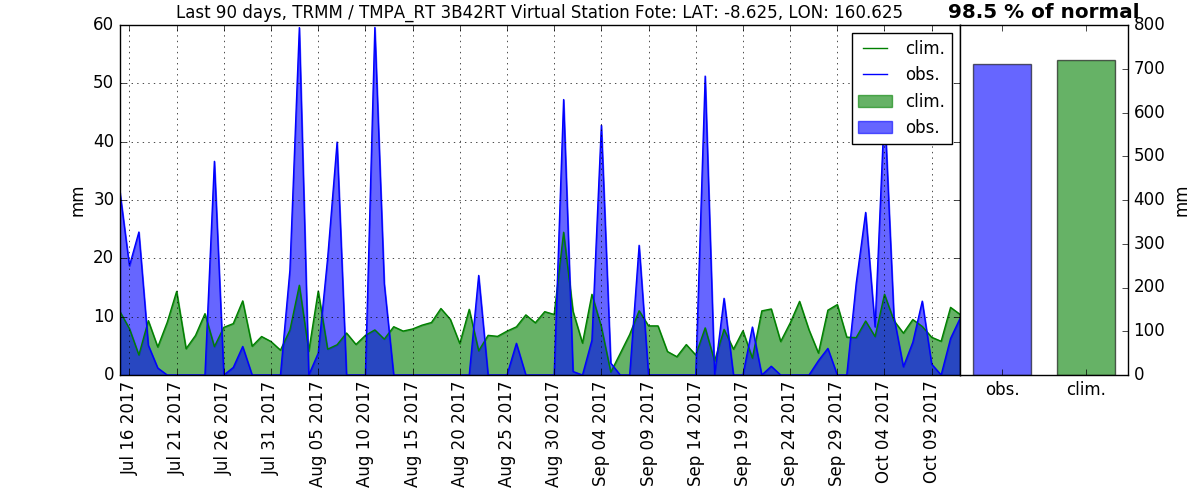 Last 90 days, TRMM / TMPA_RT 3B42RT Virtual Station Fote: LAT: -8.625, LON: 160.625
98.5 % of normal
60
50
40
30
20
10
0
mm
clim.
obs.
clim.
obs.
800
700
600
500
400
300
200
100
0
mm
Jul 16 2017
Jul 21 2017
Jul 26 2017
Jul 31 2017
Aug 05 2017
Aug 10 2017
Aug 15 2017
Aug 20 2017
Aug 25 2017
Aug 30 2017
Sep 04 2017
Sep 09 2017
Sep 14 2017
Sep 19 2017
Sep 24 2017
Sep 29 2017
Oct 04 2017
Oct 09 2017
obs.
clim.